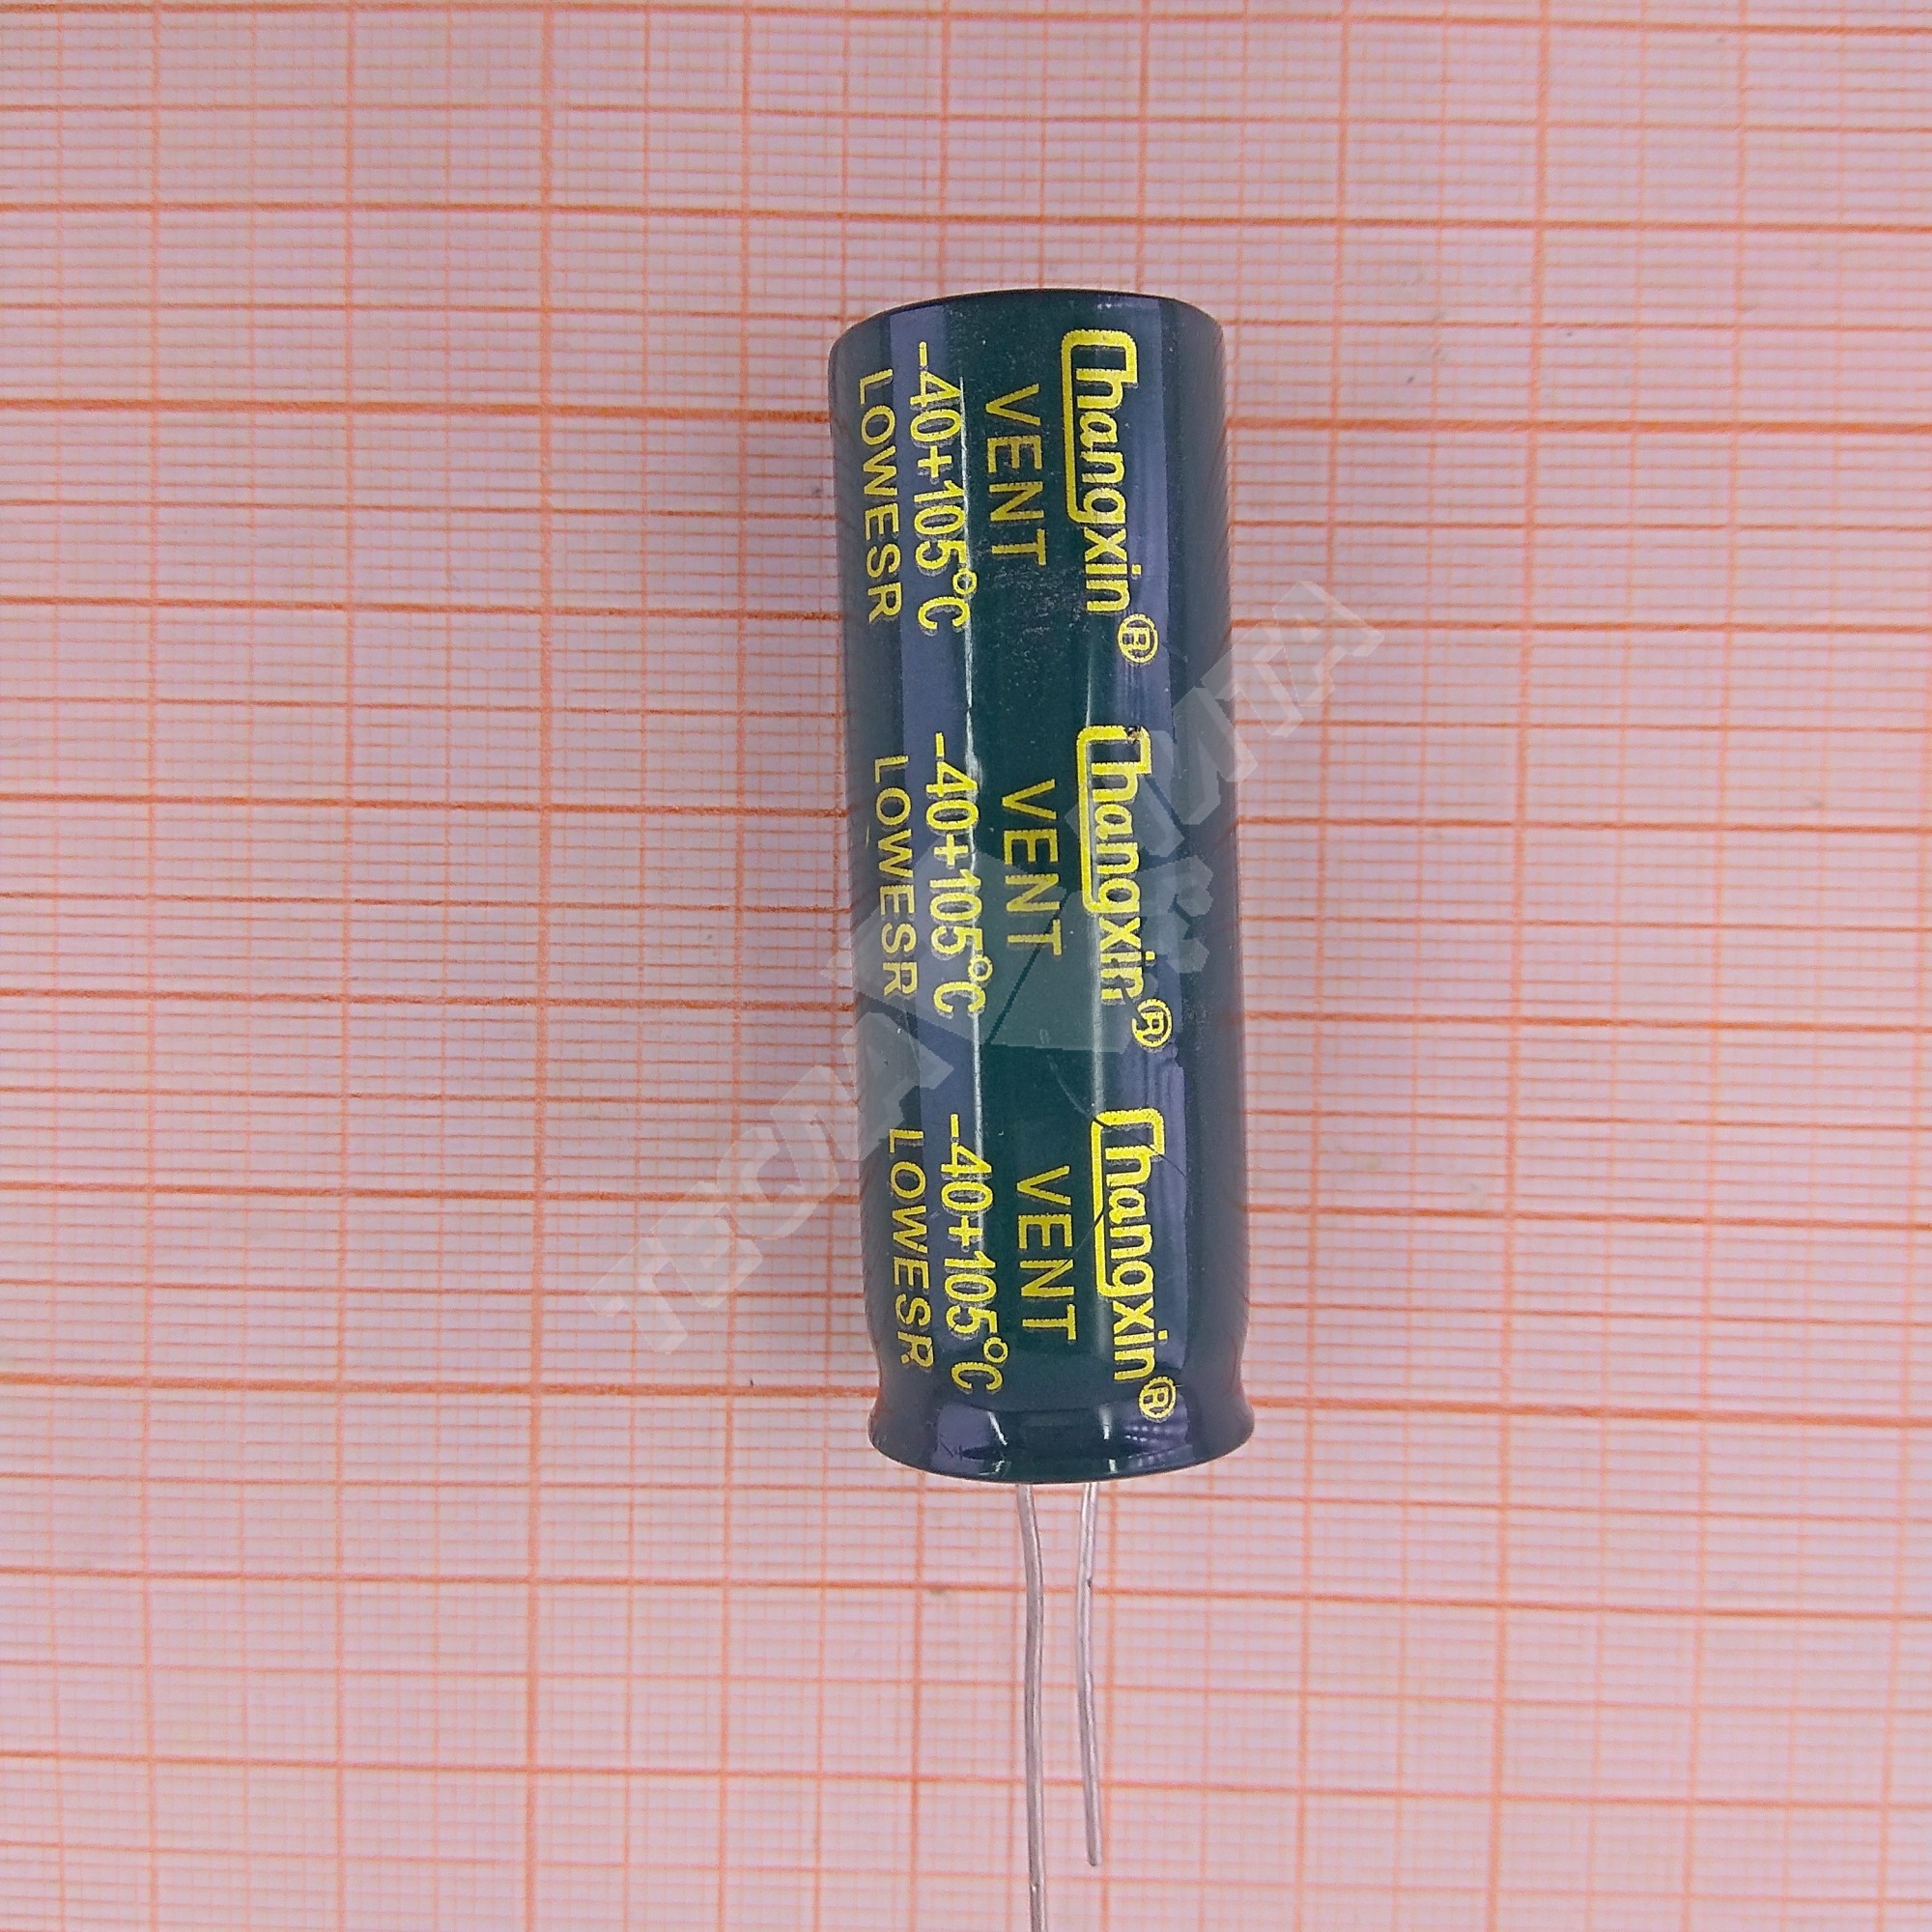 Changxin® Changxin® Changxin®
VENT VENT VENT
-40+105°C -40+105°C -40+105°C
LOWESR LOWESR LOWESR